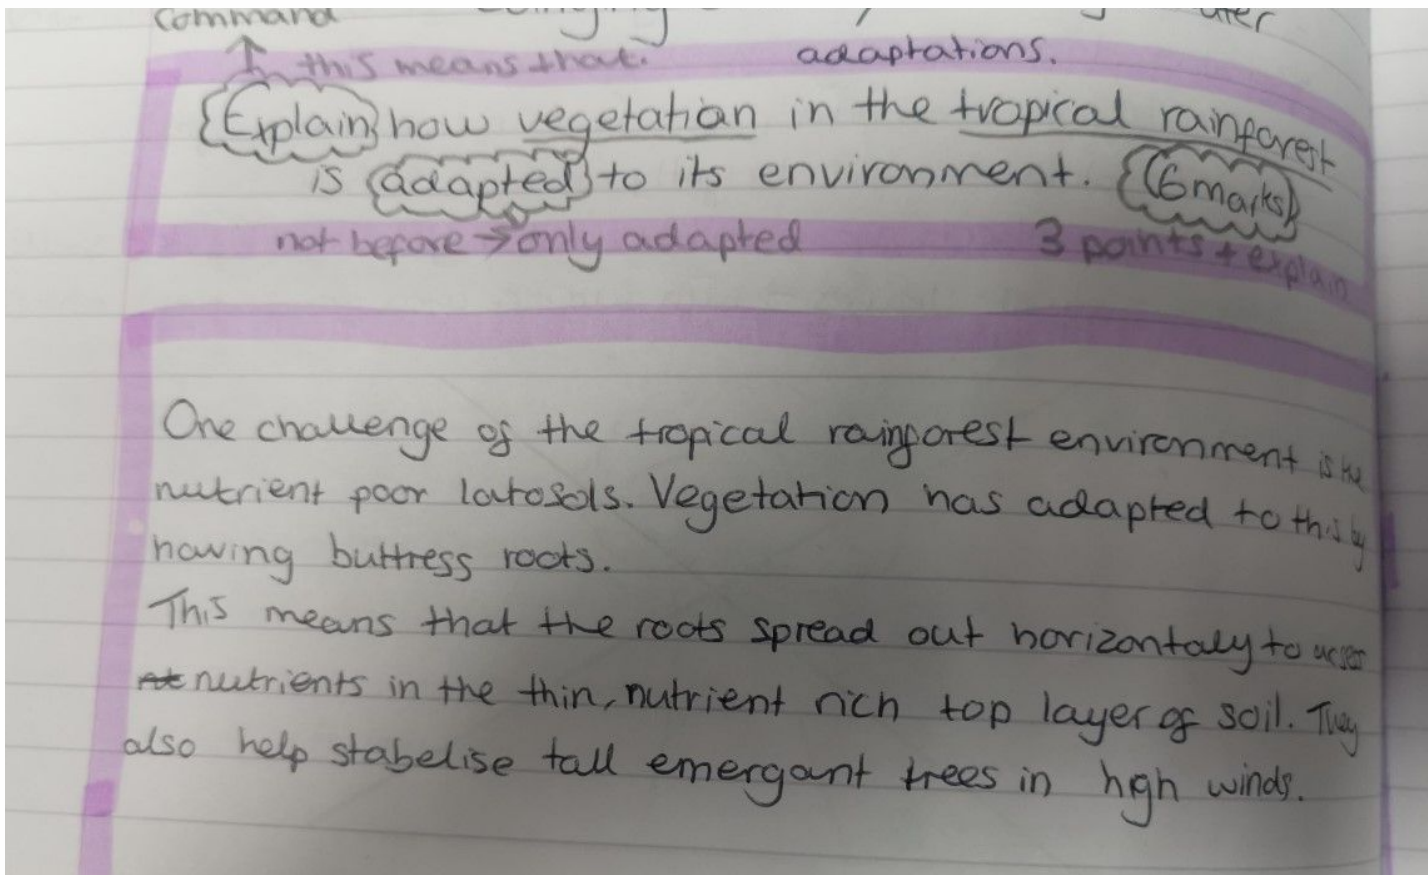 command
adaptations.
this means that.
Explain how vegetation in the tropical rainforest
is adapted to its environment. (6 marks)
not before → only adapted 3 points + explain
One challenge of the tropical rainforest environment is the
nutrient poor latosols. Vegetation has adapted to this by
having buttress roots.
This means that the roots spread out horizontaly to
nutrients in the thin, nutrient rich top layer of soil. They
also help stabelise tall emergant trees in high winds.